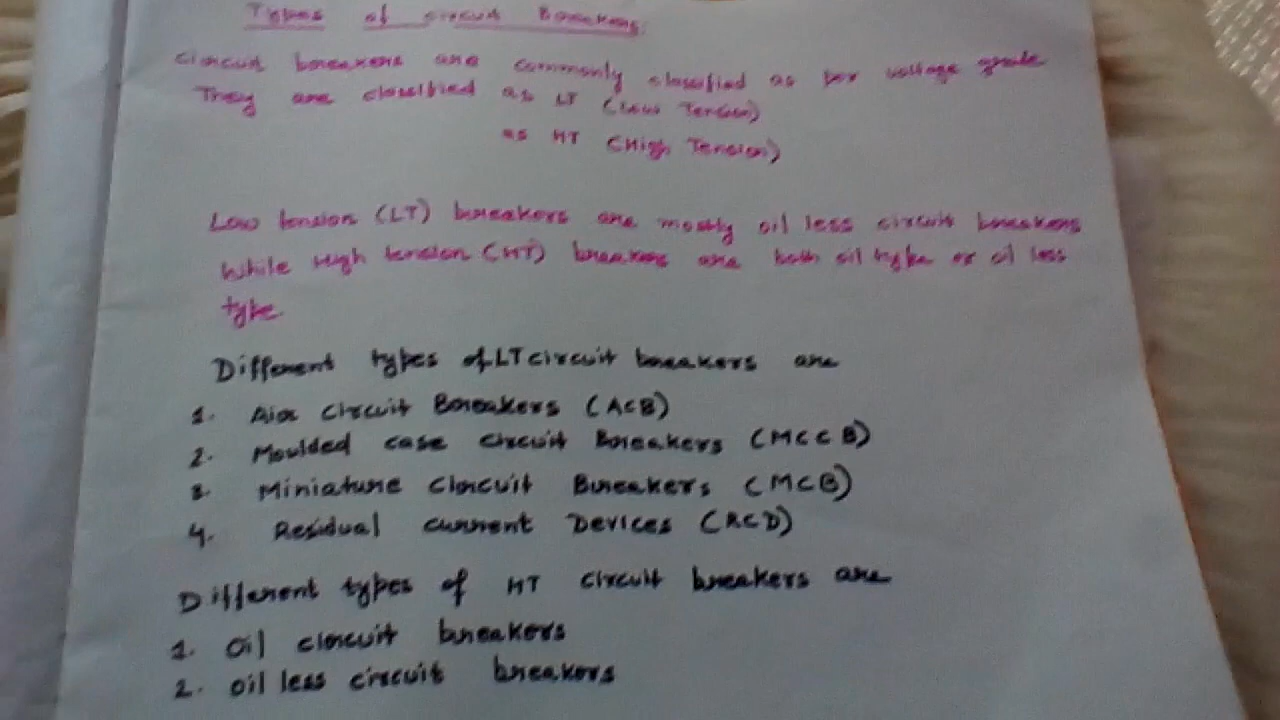 Types of circuit Breakers:
circuit breakers are commonly classified as per voltage grade
They are classified as LT (Low Tension)
as HT (High Tension)
Low tension (LT) breakers are mostly oil less circuit breakers
while High tension (HT) breakers are both oil type or oil less
type
Different types of LT circuit breakers are
1. Air circuit Breakers (ACB)
2. Moulded case circuit Breakers (MCCB)
3. Miniature circuit Breakers (MCB)
4. Residual current Devices (RCD)
Different types of HT circuit breakers are
1. oil circuit breakers
2. oil less circuit breakers